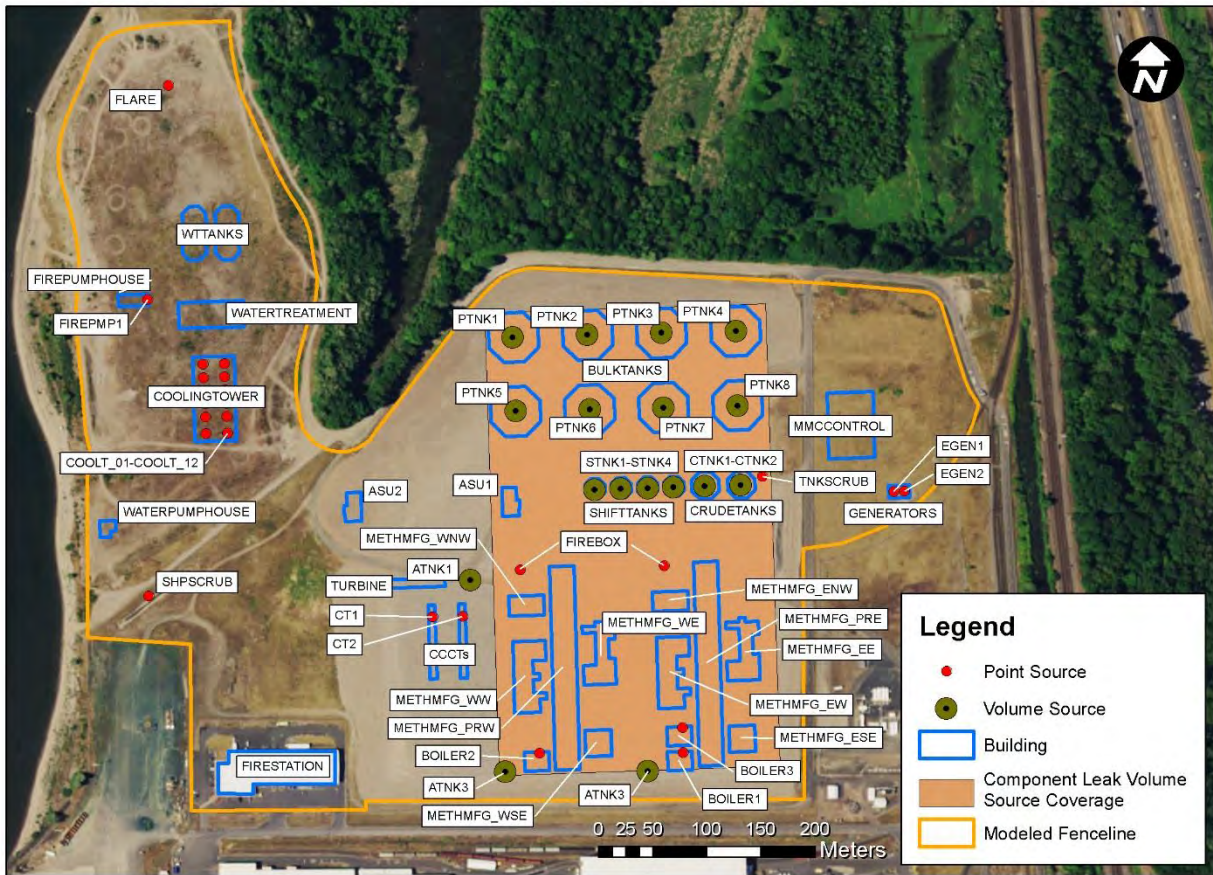 N
FLARE
WTTANKS
FIREPUMPHOUSE
FIREPMP1
WATERTREATMENT
COOLINGTOWER
COOLT_01-COOLT_12
WATERPUMPHOUSE
SHPSCRUB
PTNK1
PTNK2
PTNK3
PTNK4
BULKTANKS
PTNK5
PTNK6
PTNK7
PTNK8
MMCCONTROL
EGEN1
EGEN2
GENERATORS
STNK1-STNK4
CTNK1-CTNK2
TNKSCRUB
SHIFTTANKS
CRUDETANKS
ASU2
ASU1
METHMFG_WNW
FIREBOX
ATNK1
TURBINE
CT1
CT2
CCCTs
METHMFG_ENW
METHMFG_WE
METHMFG_PRE
METHMFG_EE
METHMFG_WW
METHMFG_EW
METHMFG_PRW
METHMFG_ESE
BOILER2
BOILER3
ATNK3
ATNK3
BOILER1
METHMFG_WSE
FIRESTATION
0 25 50 100 150 200
Meters
Legend
Point Source
Volume Source
Building
Component Leak Volume
Source Coverage
Modeled Fenceline